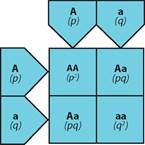 A a
(p) (q)
A AA Aa
(p) (p²) (pq)
a Aa aa
(q) (pq) (q²)